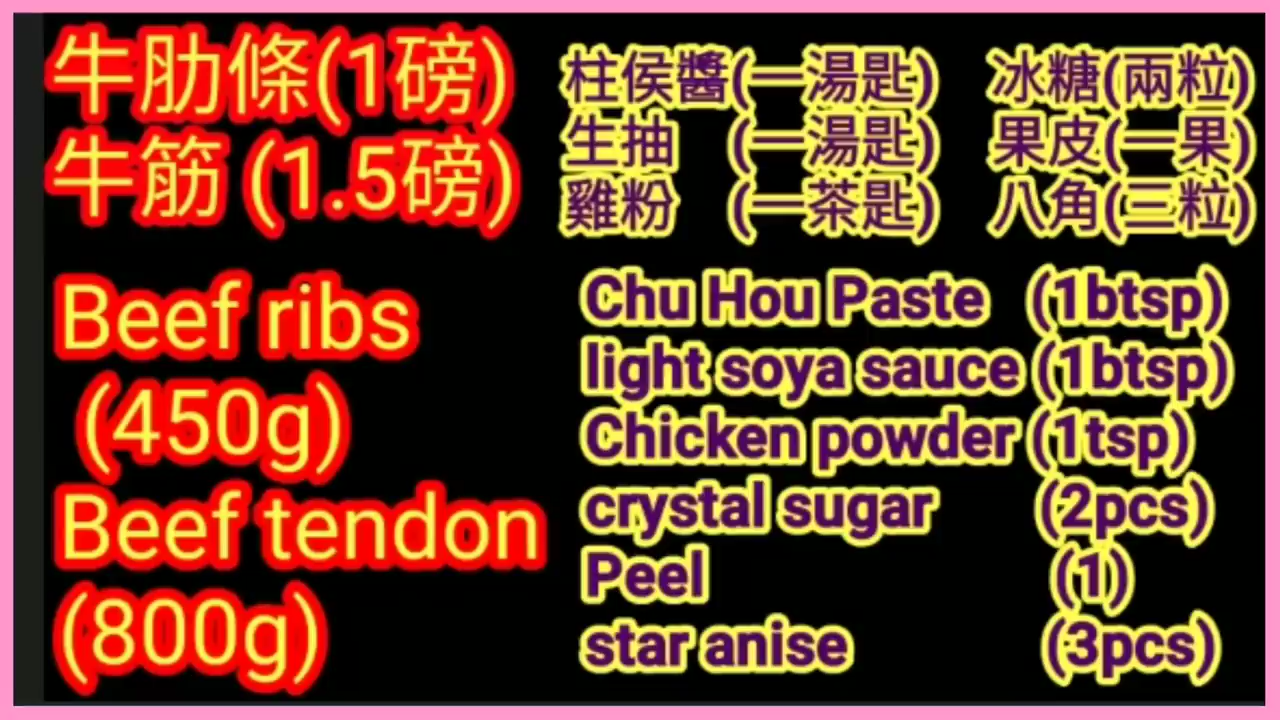 牛肋條(1磅)
牛筋 (1.5磅)
柱侯醬(一湯匙) 冰糖(兩粒)
生抽 (一湯匙) 果皮(一果)
雞粉 (一茶匙) 八角(三粒)
Beef ribs
(450g)
Beef tendon
(800g)
Chu Hou Paste (1btsp)
light soya sauce (1btsp)
Chicken powder (1tsp)
crystal sugar (2pcs)
Peel (1)
star anise (3pcs)